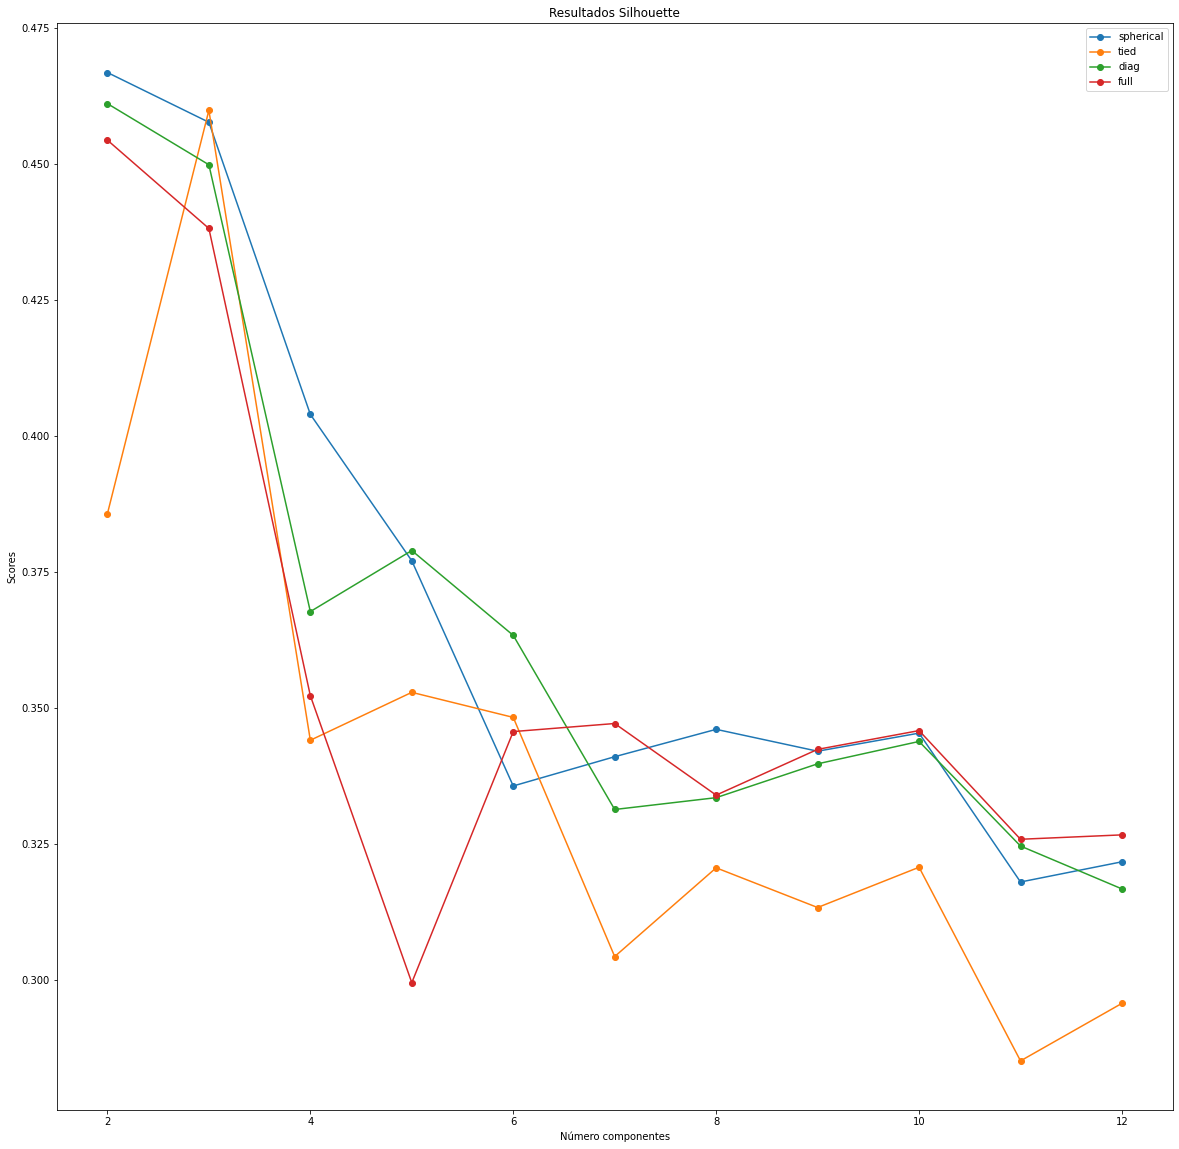 Resultados Silhouette
spherical
tied
diag
full
Scores
0.475
0.450
0.425
0.400
0.375
0.350
0.325
0.300
2
4
6
8
10
12
Número componentes